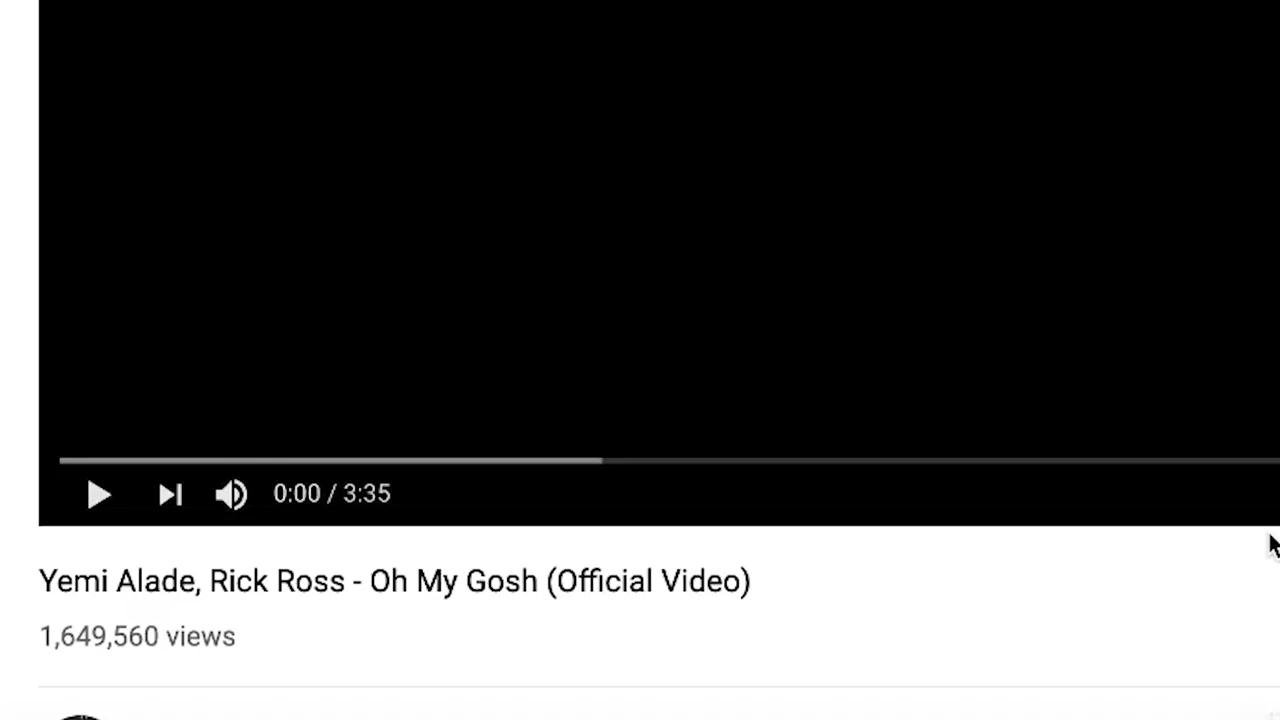 0:00 / 3:35
Yemi Alade, Rick Ross - Oh My Gosh (Official Video)
1,649,560 views